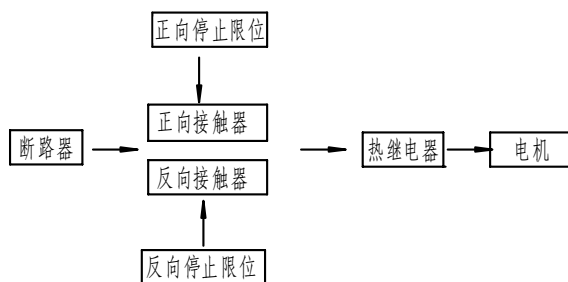 正向停止限位
正向接触器
断路器
反向接触器
热继电器
电机
反向停止限位